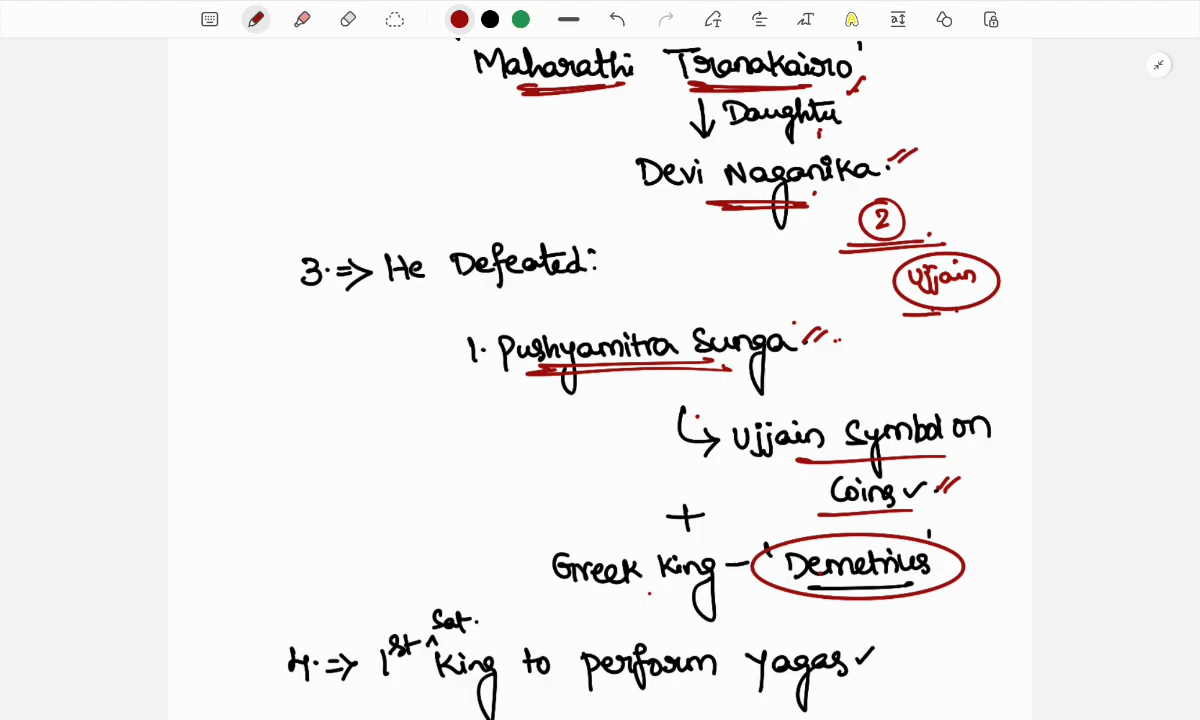 'Maharathi Tranakairo'
↓ Daughter
Devi Naganika.
2
3. => He Defeated:
Ujjain
1. Pushyamitra Sunga
↳ Ujjain Symbol on
Coins ✓
+
Greek King - 'Demetrius'
Sat.
4. => 1st ^ King to perform yagas ✓